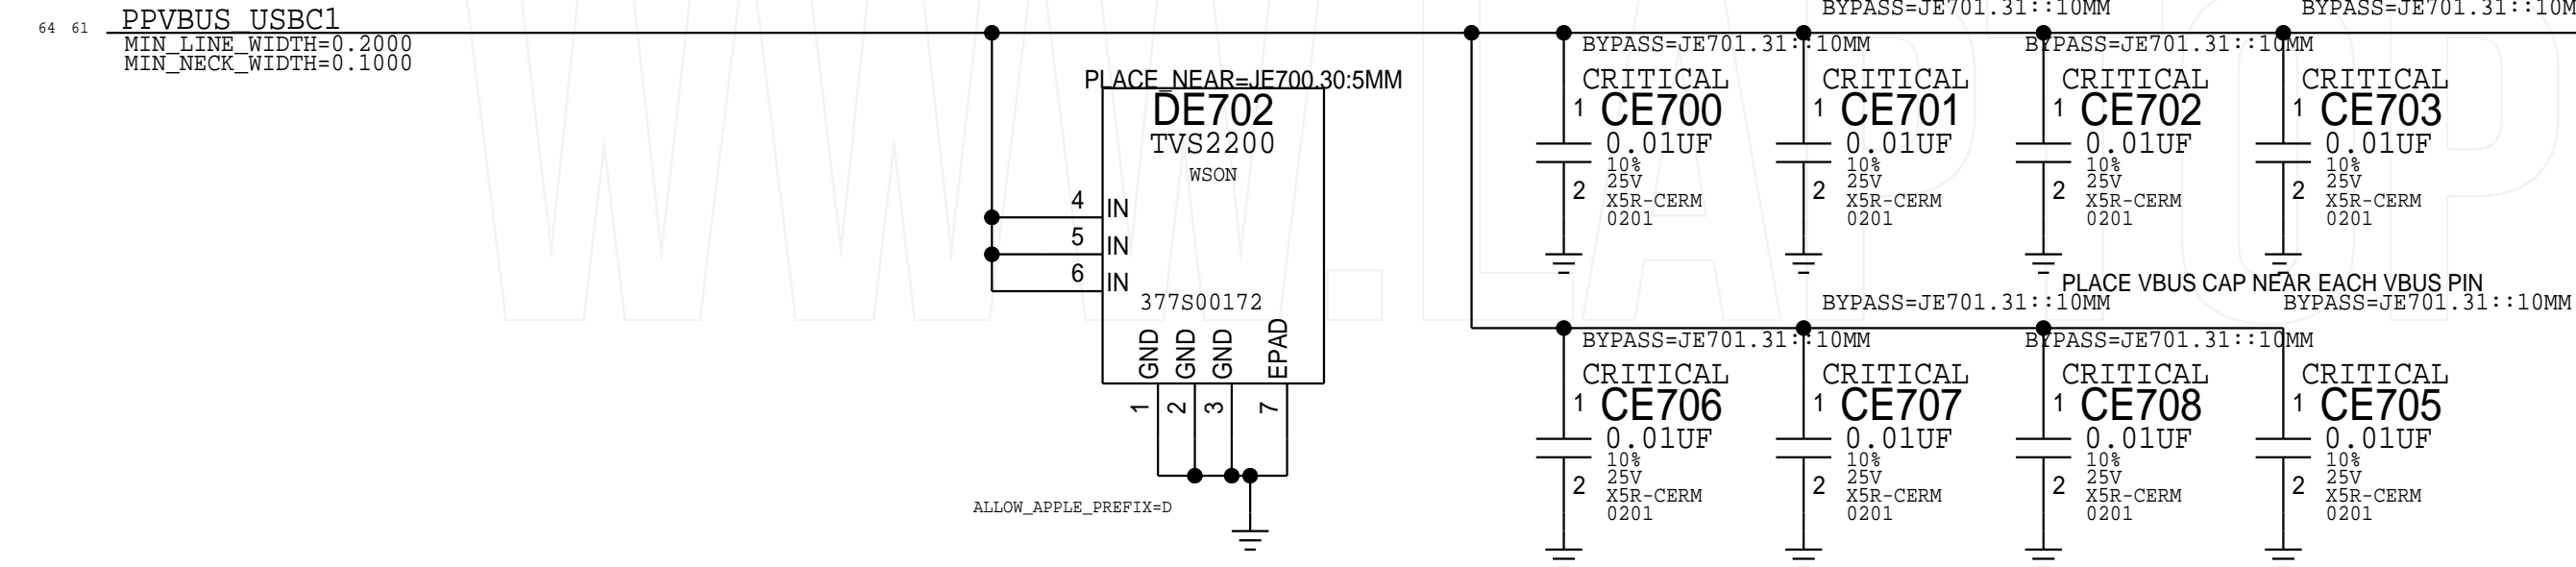 BYPASS=JE701.31::10MM
BYPASS=JE701.31::10M
64 61 PPVBUS_USBC1
MIN_LINE_WIDTH=0.2000
MIN_NECK_WIDTH=0.1000
BYPASS=JE701.31::10MM
BYPASS=JE701.31::10MM
PLACE_NEAR=JE700.30:5MM
DE702
TVS2200
WSON
4 IN
5 IN
6 IN
377S00172
GND GND GND EPAD
1 2 3 7
ALLOW_APPLE_PREFIX=D
CRITICAL
1 CE700
0.01UF
10%
25V
2 X5R-CERM
0201
CRITICAL
1 CE701
0.01UF
10%
25V
2 X5R-CERM
0201
CRITICAL
1 CE702
0.01UF
10%
25V
2 X5R-CERM
0201
CRITICAL
1 CE703
0.01UF
10%
25V
2 X5R-CERM
0201
PLACE VBUS CAP NEAR EACH VBUS PIN
BYPASS=JE701.31::10MM
BYPASS=JE701.31::10MM
BYPASS=JE701.31::10MM
BYPASS=JE701.31::10MM
CRITICAL
1 CE706
0.01UF
10%
25V
2 X5R-CERM
0201
CRITICAL
1 CE707
0.01UF
10%
25V
2 X5R-CERM
0201
CRITICAL
1 CE708
0.01UF
10%
25V
2 X5R-CERM
0201
CRITICAL
1 CE705
0.01UF
10%
25V
2 X5R-CERM
0201
WWW.LAPTOP